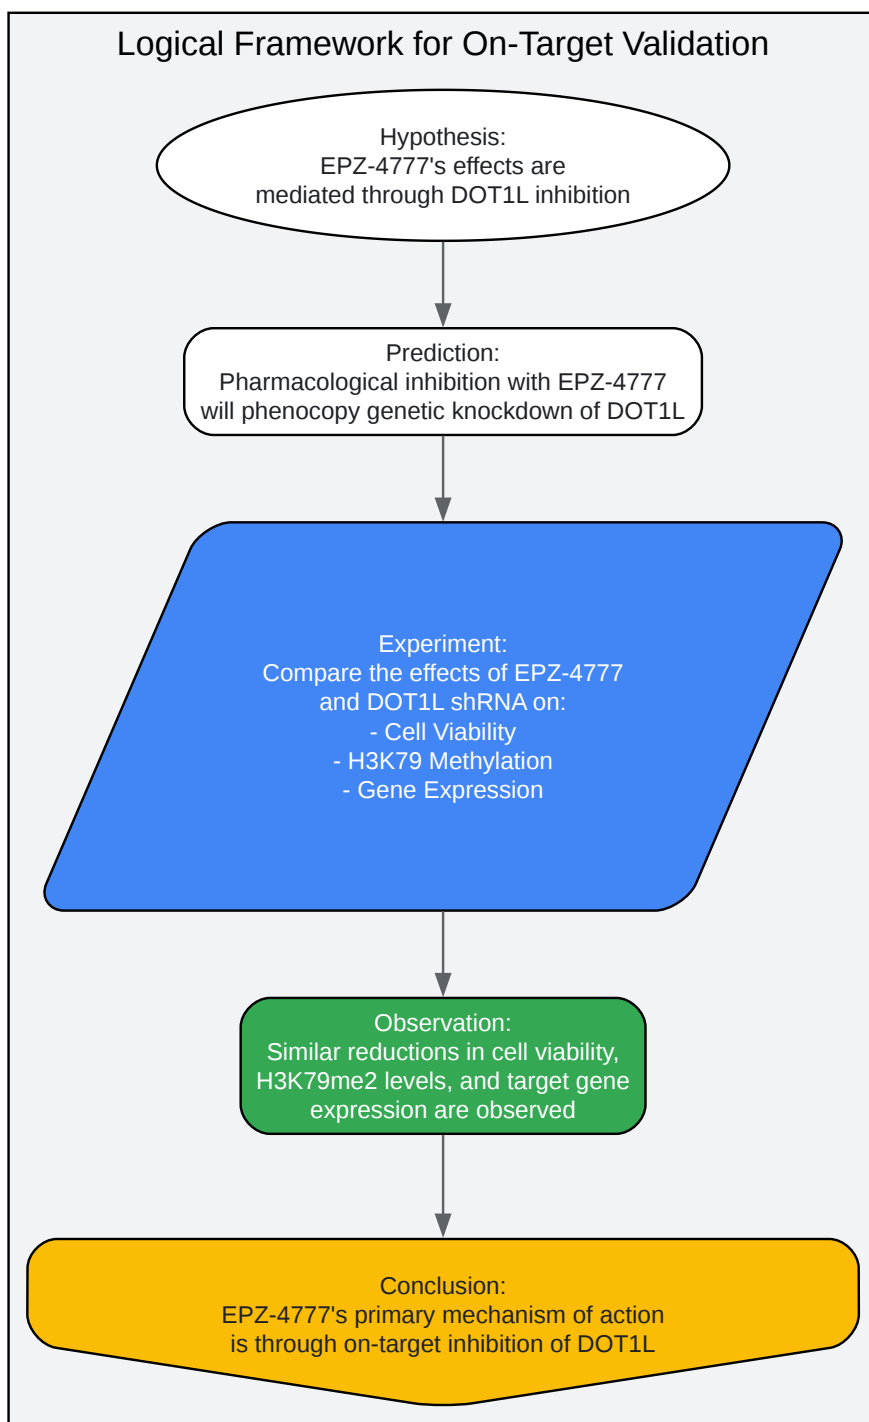 Logical Framework for On-Target Validation
Hypothesis:
EPZ-4777's effects are
mediated through DOT1L inhibition
Prediction:
Pharmacological inhibition with EPZ-4777
will phenocopy genetic knockdown of DOT1L
Experiment:
Compare the effects of EPZ-4777
and DOT1L shRNA on:
- Cell Viability
- H3K79 Methylation
- Gene Expression
Observation:
Similar reductions in cell viability,
H3K79me2 levels, and target gene
expression are observed
Conclusion:
EPZ-4777's primary mechanism of action
is through on-target inhibition of DOT1L